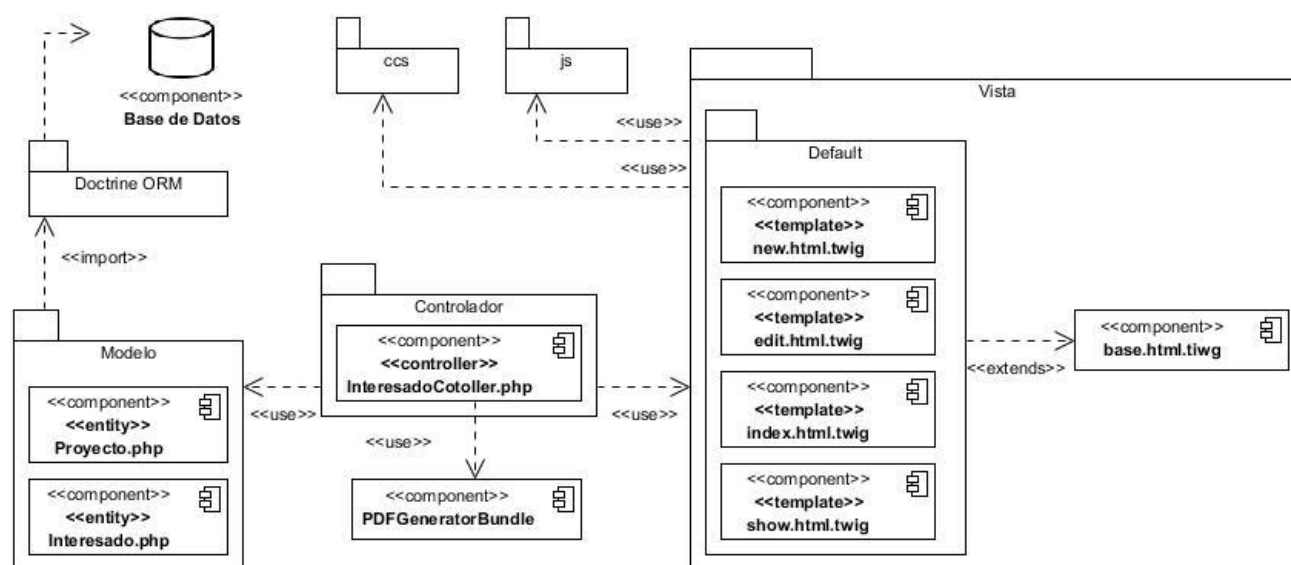 <<component>>
Base de Datos
ccs
js
Vista
<<use>>
<<use>>
Default
Doctrine ORM
<<import>>
<<component>>
<<template>>
new.html.twig
<<component>>
<<template>>
edit.html.twig
<<component>>
<<template>>
index.html.twig
<<component>>
<<template>>
show.html.twig
<<component>>
base.html.tiwg
<<extends>>
Controlador
<<component>>
<<controller>>
InteresadoCotoller.php
<<use>>
<<use>>
<<use>>
<<component>>
PDFGeneratorBundle
Modelo
<<component>>
<<entity>>
Proyecto.php
<<component>>
<<entity>>
Interesado.php